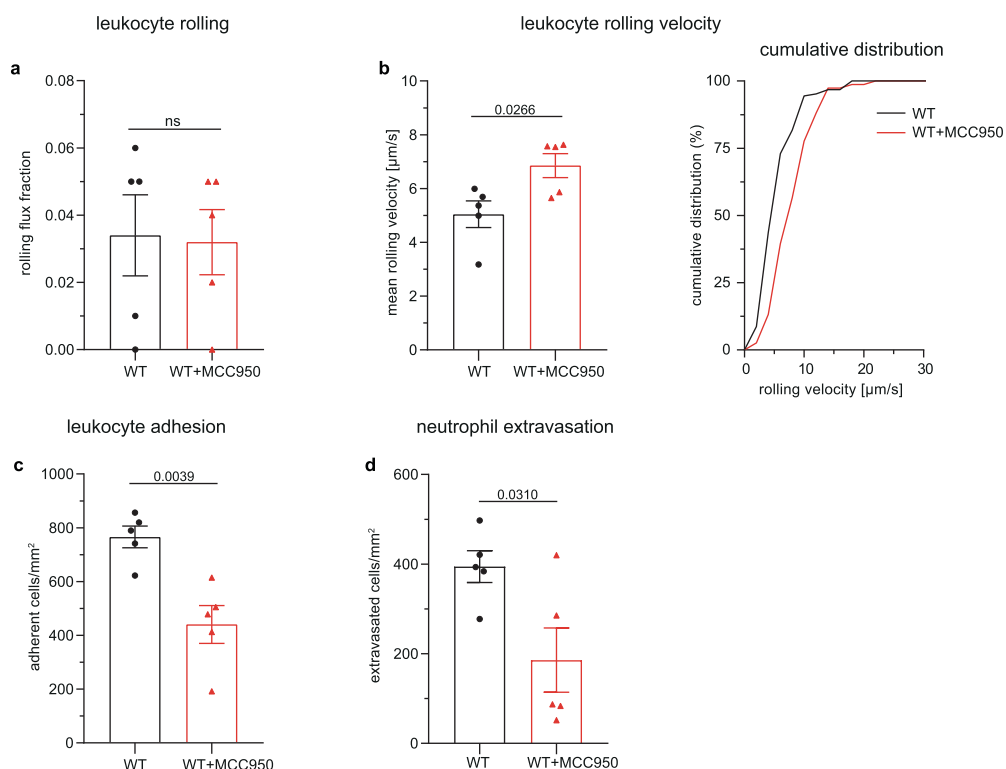 leukocyte rolling
leukocyte rolling velocity
cumulative distribution
a
rolling flux fraction
0.08
0.06
0.04
0.02
0.00
ns
WT
WT+MCC950
b
mean rolling velocity [µm/s]
10
8
6
4
2
0
0.0266
WT
WT+MCC950
cumulative distribution (%)
100
75
50
25
0
WT
WT+MCC950
0
10
20
30
rolling velocity [µm/s]
leukocyte adhesion
neutrophil extravasation
c
adherent cells/mm²
1000
800
600
400
200
0
0.0039
WT
WT+MCC950
d
extravasated cells/mm²
600
400
200
0
0.0310
WT
WT+MCC950